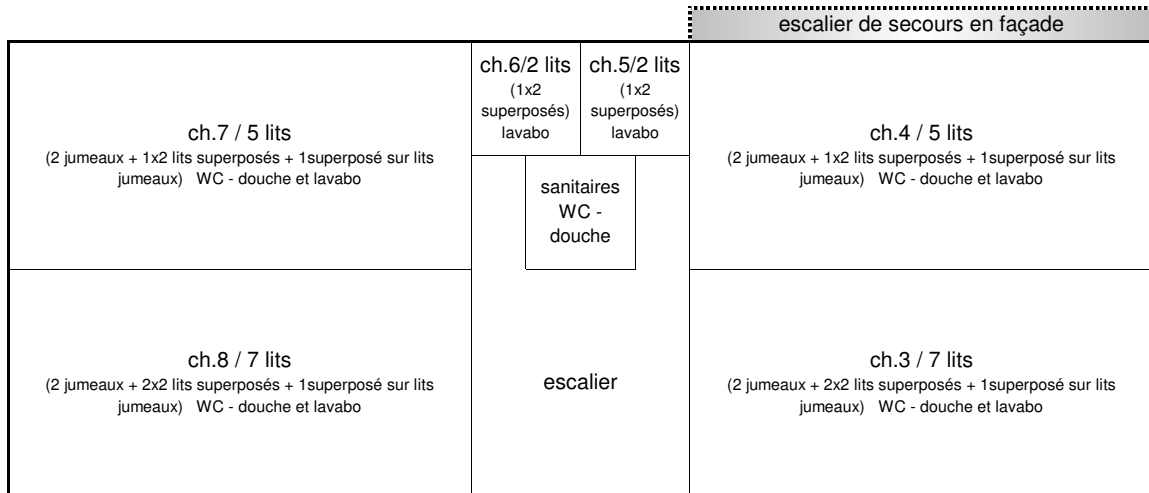 escalier de secours en façade
ch.7 / 5 lits
(2 jumeaux + 1x2 lits superposés + 1superposé sur lits
jumeaux) WC - douche et lavabo
ch.6/2 lits
(1x2
superposés)
lavabo
ch.5/2 lits
(1x2
superposés)
lavabo
ch.4 / 5 lits
(2 jumeaux + 1x2 lits superposés + 1superposé sur lits
jumeaux) WC - douche et lavabo
sanitaires
WC -
douche
ch.8 / 7 lits
(2 jumeaux + 2x2 lits superposés + 1superposé sur lits
jumeaux) WC - douche et lavabo
escalier
ch.3 / 7 lits
(2 jumeaux + 2x2 lits superposés + 1superposé sur lits
jumeaux) WC - douche et lavabo